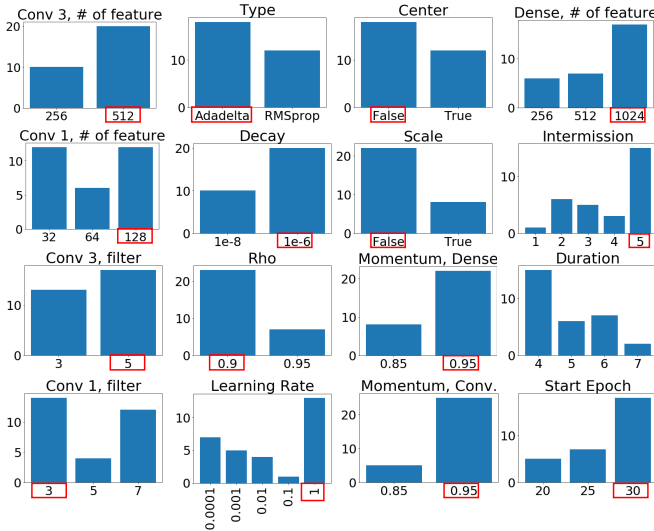 Conv 3, # of feature
20
10
0
256 512
Type
10
0
Adadelta RMSprop
Center
10
0
False True
Dense, # of feature
10
0
256 512 1024
Conv 1, # of feature
10
5
0
32 64 128
Decay
20
10
0
1e-8 1e-6
Scale
20
10
0
False True
Intermission
10
5
0
1 2 3 4 5
Conv 3, filter
10
0
3 5
Rho
20
10
0
0.9 0.95
Momentum, Dense
20
10
0
0.85 0.95
Duration
10
0
4 5 6 7
Conv 1, filter
10
5
0
3 5 7
Learning Rate
10
5
0
0.0001 0.001 0.01 0.1 1
Momentum, Conv.
20
10
0
0.85 0.95
Start Epoch
10
0
20 25 30